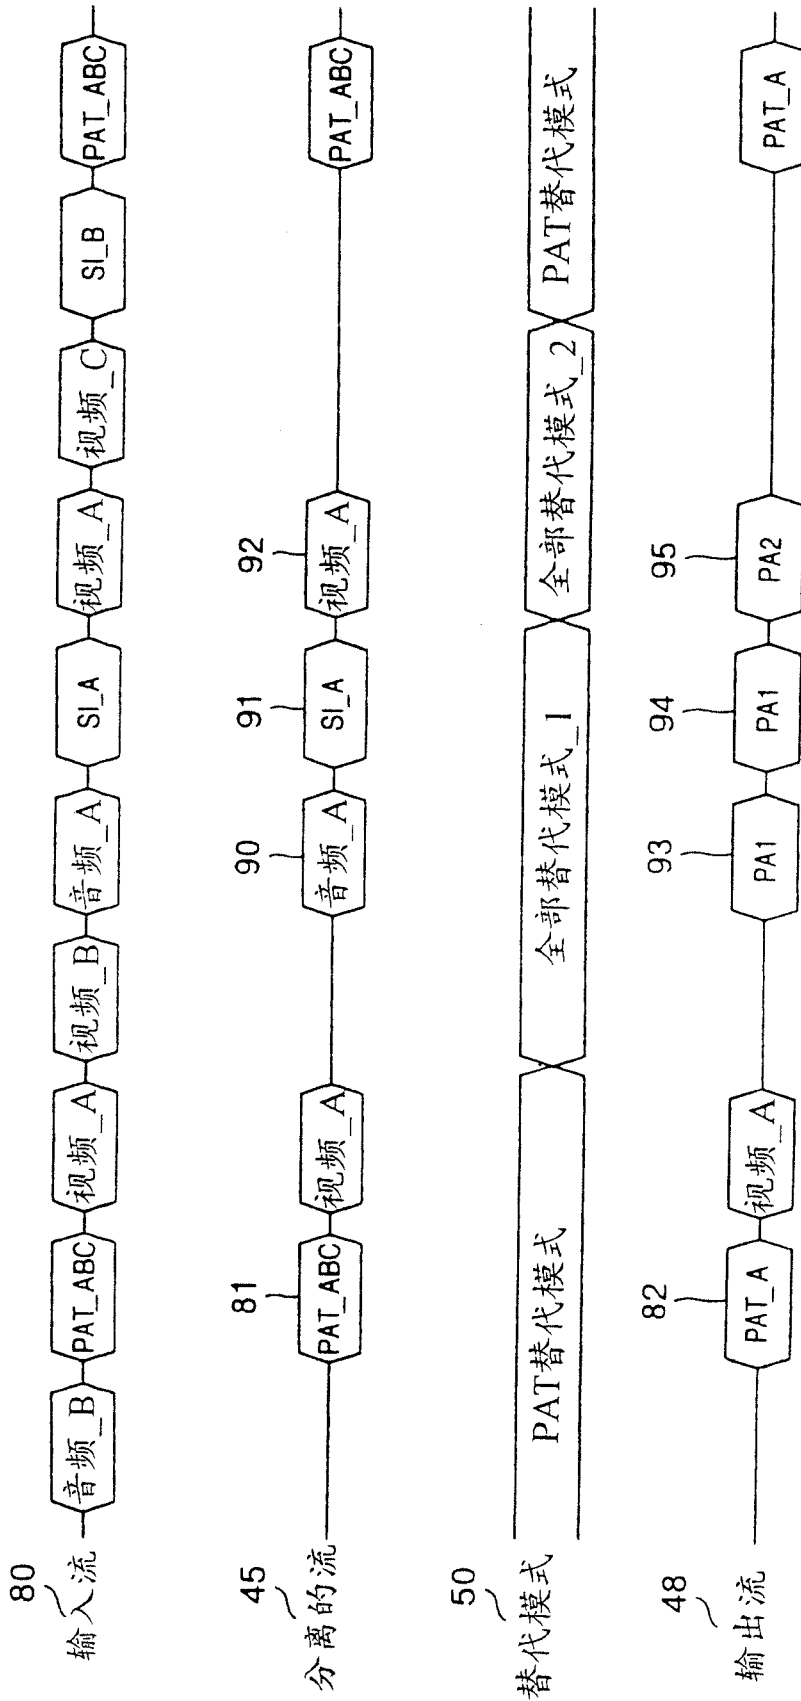 80
输入流
音频_B
PAT_ABC
视频_A
视频_B
音频_A
SI_A
视频_A
视频_C
SI_B
PAT_ABC
45
分离的流
81
PAT_ABC
视频_A
90
音频_A
91
SI_A
92
视频_A
PAT_ABC
50
替代模式
PAT替代模式
全部替代模式_1
全部替代模式_2
PAT替代模式
48
输出流
82
PAT_A
视频_A
93
PA1
94
PA1
95
PA2
PAT_A